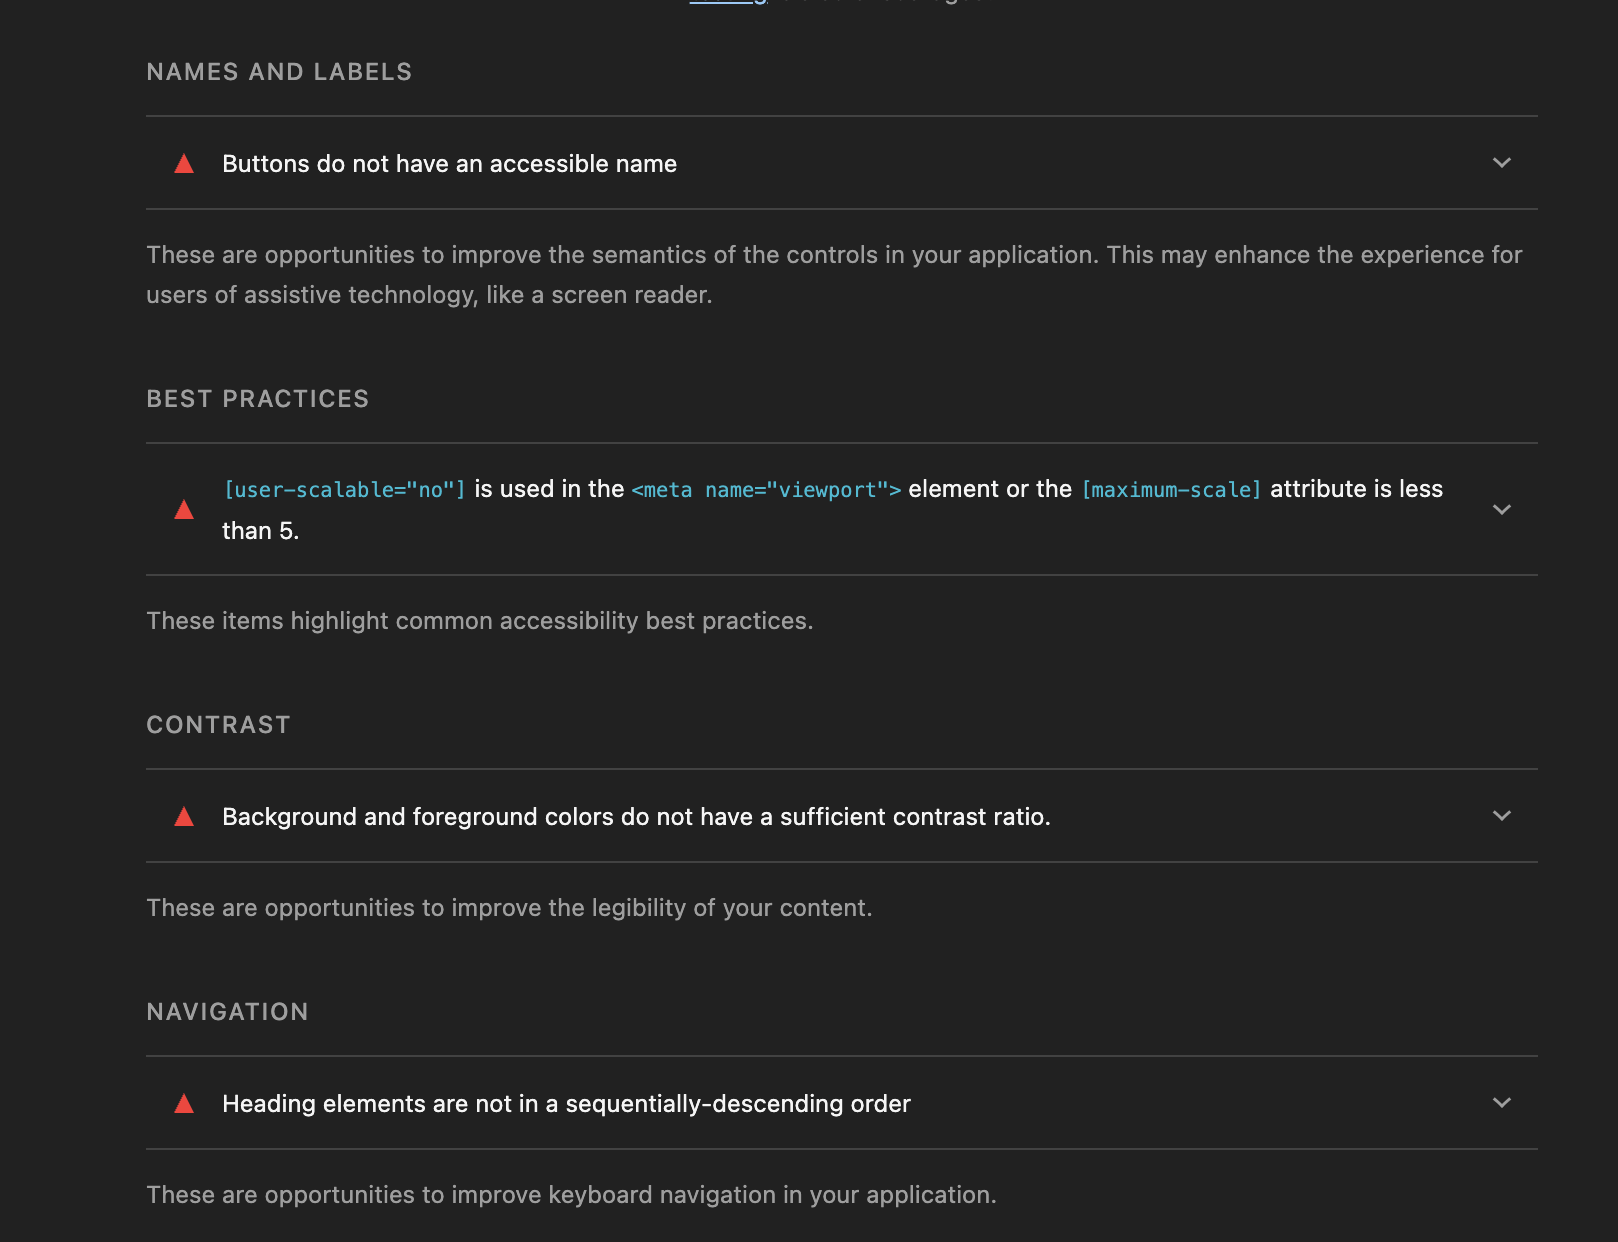 NAMES AND LABELS
Buttons do not have an accessible name
These are opportunities to improve the semantics of the controls in your application. This may enhance the experience for
users of assistive technology, like a screen reader.
BEST PRACTICES
[user-scalable="no"] is used in the <meta name="viewport"> element or the [maximum-scale] attribute is less
than 5.
These items highlight common accessibility best practices.
CONTRAST
Background and foreground colors do not have a sufficient contrast ratio.
These are opportunities to improve the legibility of your content.
NAVIGATION
Heading elements are not in a sequentially-descending order
These are opportunities to improve keyboard navigation in your application.